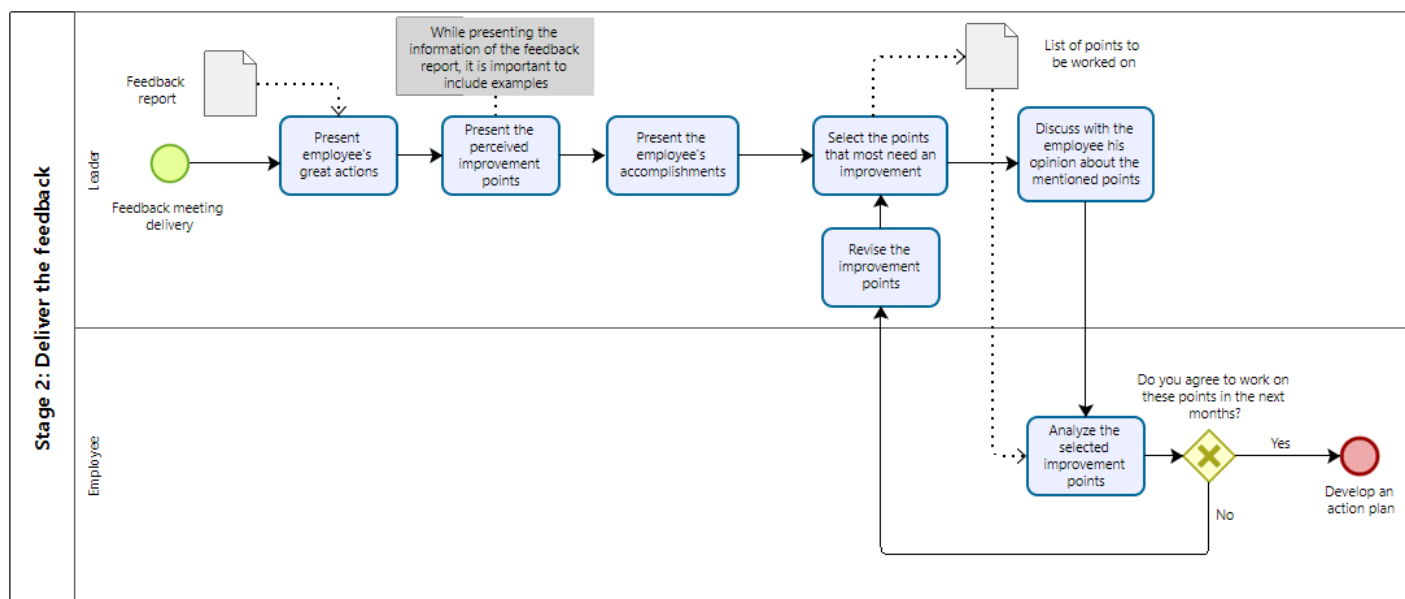 Stage 2: Deliver the feedback
Leader
Feedback
report
While presenting the
information of the feedback
report, it is important to
include examples
List of points to
be worked on
Feedback meeting
delivery
Present
employee's
great actions
Present the
perceived
improvement
points
Present the
employee's
accomplishments
Select the points
that most need an
improvement
Discuss with the
employee his
opinion about the
mentioned points
Revise the
improvement
points
Employee
Analyze the
selected
improvement
points
Do you agree to work on
these points in the next
months?
Yes
No
Develop an
action plan